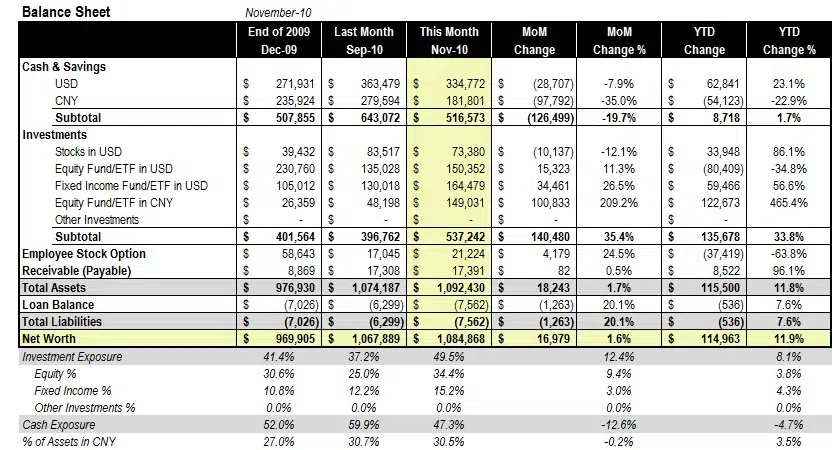 Balance Sheet November-10
End of 2009 Last Month This Month MoM MoM YTD YTD
Dec-09 Sep-10 Nov-10 Change Change % Change Change %
Cash & Savings
USD $ 271,931 $ 363,479 $ 334,772 $ (28,707) -7.9% $ 62,841 23.1%
CNY $ 235,924 $ 279,594 $ 181,801 $ (97,792) -35.0% $ (54,123) -22.9%
Subtotal $ 507,855 $ 643,072 $ 516,573 $ (126,499) -19.7% $ 8,718 1.7%
Investments
Stocks in USD $ 39,432 $ 83,517 $ 73,380 $ (10,137) -12.1% $ 33,948 86.1%
Equity Fund/ETF in USD $ 230,760 $ 135,028 $ 150,352 $ 15,323 11.3% $ (80,409) -34.8%
Fixed Income Fund/ETF in USD $ 105,012 $ 130,018 $ 164,479 $ 34,461 26.5% $ 59,466 56.6%
Equity Fund/ETF in CNY $ 26,359 $ 48,198 $ 149,031 $ 100,833 209.2% $ 122,673 465.4%
Other Investments $ - $ - $ - $ - $ -
Subtotal $ 401,564 $ 396,762 $ 537,242 $ 140,480 35.4% $ 135,678 33.8%
Employee Stock Option $ 58,643 $ 17,045 $ 21,224 $ 4,179 24.5% $ (37,419) -63.8%
Receivable (Payable) $ 8,869 $ 17,308 $ 17,391 $ 82 0.5% $ 8,522 96.1%
Total Assets $ 976,930 $ 1,074,187 $ 1,092,430 $ 18,243 1.7% $ 115,500 11.8%
Loan Balance $ (7,026) $ (6,299) $ (7,562) $ (1,263) 20.1% $ (536) 7.6%
Total Liabilities $ (7,026) $ (6,299) $ (7,562) $ (1,263) 20.1% $ (536) 7.6%
Net Worth $ 969,905 $ 1,067,889 $ 1,084,868 $ 16,979 1.6% $ 114,963 11.9%
Investment Exposure 41.4% 37.2% 49.5% 12.4% 8.1%
Equity % 30.6% 25.0% 34.4% 9.4% 3.8%
Fixed Income % 10.8% 12.2% 15.2% 3.0% 4.3%
Other Investments % 0.0% 0.0% 0.0% 0.0% 0.0%
Cash Exposure 52.0% 59.9% 47.3% -12.6% -4.7%
% of Assets in CNY 27.0% 30.7% 30.5% -0.2% 3.5%